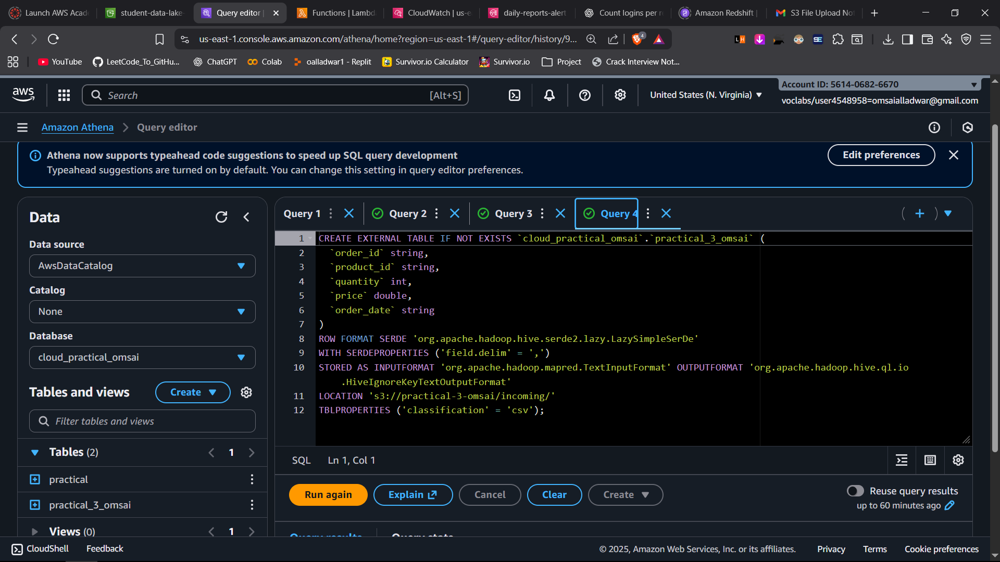 Launch AWS Acade
student-data-lake-
Query editor |
Functions | Lambd
CloudWatch | us-e
daily-reports-alert
Count logins per re
Amazon Redshift |
S3 File Upload Not
us-east-1.console.aws.amazon.com/athena/home?region=us-east-1#/query-editor/history/9...
4
LH
SE
YouTube
LeetCode_To_GitHu...
ChatGPT
Colab
oalladwar1 - Replit
Survivor.io Calculator
Survivor.io
Project
Crack Interview Not...
aws
Search
[Alt+S]
United States (N. Virginia)
Account ID: 5614-0682-6670
voclabs/user4548958=omsaialladwar@gmail.com
Amazon Athena
Query editor
Athena now supports typeahead code suggestions to speed up SQL query development
Typeahead suggestions are turned on by default. You can change this setting in query editor preferences.
Edit preferences
Data
Data source
AwsDataCatalog
Catalog
None
Database
cloud_practical_omsai
Tables and views
Create
Filter tables and views
Tables (2)
1
practical
practical_3_omsai
Views (0)
1
Query 1
Query 2
Query 3
Query 4
1 CREATE EXTERNAL TABLE IF NOT EXISTS `cloud_practical_omsai`.`practical_3_omsai` (
2 `order_id` string,
3 `product_id` string,
4 `quantity` int,
5 `price` double,
6 `order_date` string
7 )
8 ROW FORMAT SERDE 'org.apache.hadoop.hive.serde2.lazy.LazySimpleSerDe'
9 WITH SERDEPROPERTIES ('field.delim' = ',')
10 STORED AS INPUTFORMAT 'org.apache.hadoop.mapred.TextInputFormat' OUTPUTFORMAT 'org.apache.hadoop.hive.ql.io
.HiveIgnoreKeyTextOutputFormat'
11 LOCATION 's3://practical-3-omsai/incoming/'
12 TBLPROPERTIES ('classification' = 'csv');
SQL
Ln 1, Col 1
Run again
Explain
Cancel
Clear
Create
Reuse query results
up to 60 minutes ago
Query results
Query stats
CloudShell
Feedback
© 2025, Amazon Web Services, Inc. or its affiliates.
Privacy
Terms
Cookie preferences